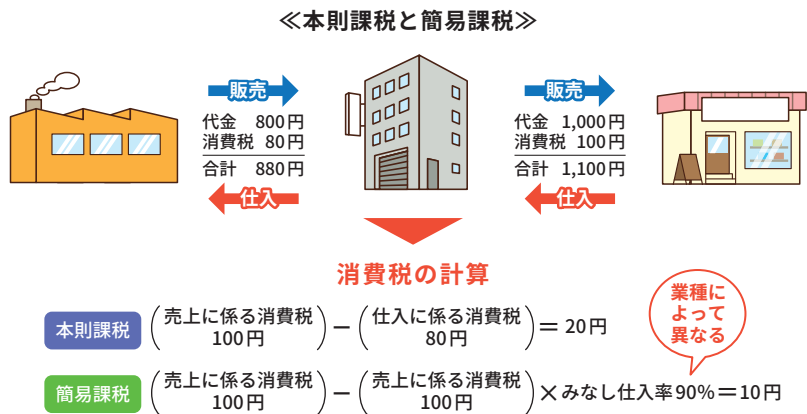 ≪本則課税と簡易課税≫
販売
代金 800円
消費税 80円
合計 880円
仕入
販売
代金 1,000円
消費税 100円
合計 1,100円
仕入
消費税の計算
業種に
よって
異なる
本則課税 (売上に係る消費税 100円) − (仕入に係る消費税 80円) = 20円
簡易課税 (売上に係る消費税 100円) − (売上に係る消費税 100円) × みなし仕入率90%=10円